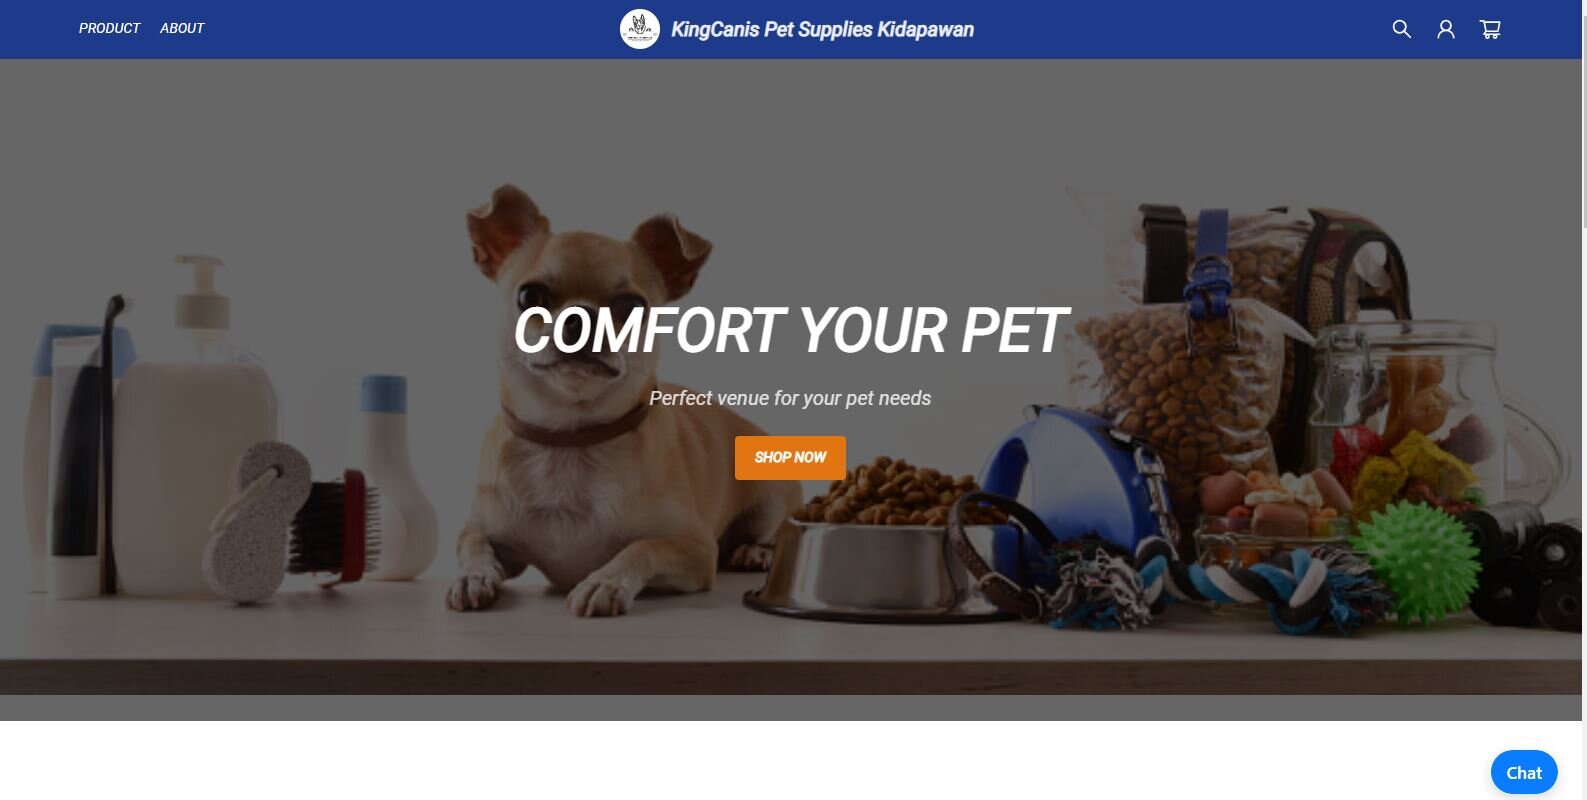 PRODUCT ABOUT
KingCanis Pet Supplies Kidapawan
COMFORT YOUR PET
Perfect venue for your pet needs
SHOP NOW
Chat